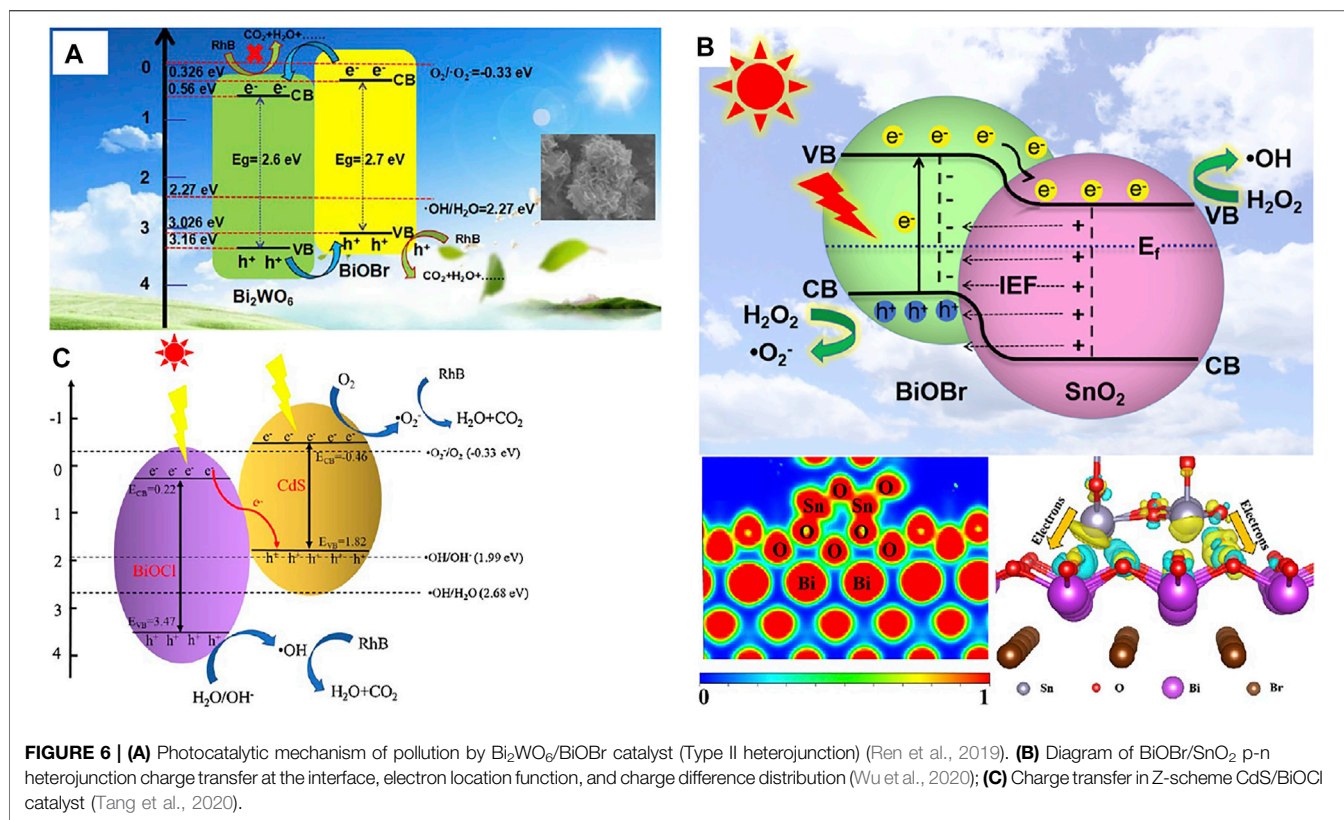 A
CO₂+H₂O+....
RhB
0
0.326 eV
0.56 eV
1
2
2.27 eV
3
3.026 eV
3.16 eV
4
e⁻ e⁻
CB
Eg= 2.6 eV
VB
h⁺ h⁺
Bi₂WO₆
e⁻ e⁻
CB
Eg= 2.7 eV
VB
h⁺ h⁺
BiOBr
O₂/·O₂⁻=-0.33 eV
·OH/H₂O=2.27 eV
h⁺
RhB
CO₂+H₂O+......
B
e⁻ e⁻ e⁻ e⁻
VB
e⁻
e⁻ e⁻ e⁻
•OH
H₂O₂
VB
Ef
IEF
CB
h⁺ h⁺ h⁺
H₂O₂
•O₂⁻
CB
BiOBr
SnO₂
O O
Sn Sn
O O
O O O
Bi Bi
0 1
Electrons
Electrons
Sn O Bi Br
C
-1
0
1
2
3
4
e⁻ e⁻ e⁻ e⁻
E_CB=0.22
e⁻
BiOCl
E_VB=3.47
h⁺ h⁺ h⁺ h⁺
O₂
RhB
•O₂⁻
H₂O+CO₂
e⁻ e⁻ e⁻ e⁻ e⁻
E_CB=-0.46
•O₂⁻/O₂ (-0.33 eV)
CdS
E_VB=1.82
h⁺ h⁺ h⁺ h⁺ h⁺
•OH/OH⁻ (1.99 eV)
•OH/H₂O (2.68 eV)
•OH
RhB
H₂O/OH⁻
H₂O+CO₂
FIGURE 6 | (A) Photocatalytic mechanism of pollution by Bi₂WO₆/BiOBr catalyst (Type II heterojunction) (Ren et al., 2019). (B) Diagram of BiOBr/SnO₂ p-n
heterojunction charge transfer at the interface, electron location function, and charge difference distribution (Wu et al., 2020); (C) Charge transfer in Z-scheme CdS/BiOCl
catalyst (Tang et al., 2020).